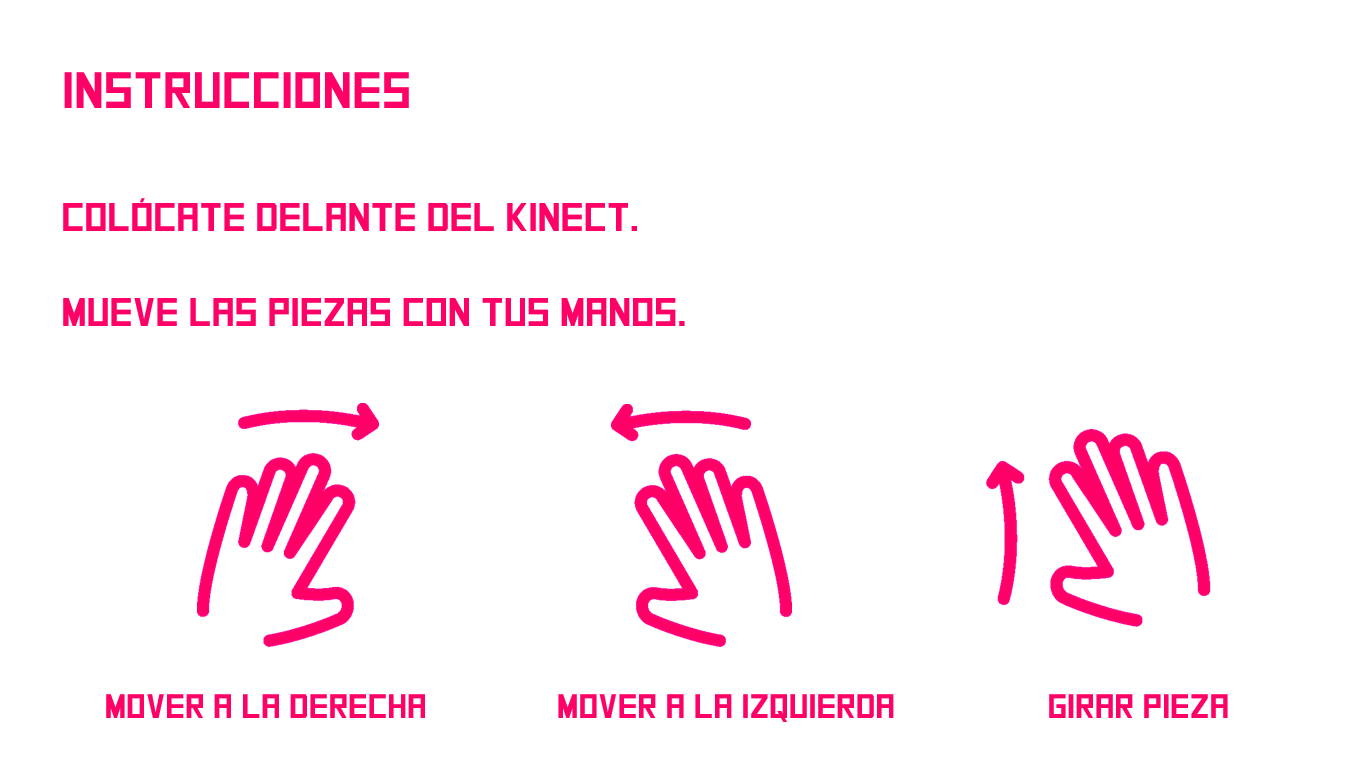 INSTRUCCIONES
COLÓCATE DELANTE DEL KINECT.
MUEVE LAS PIEZAS CON TUS MANOS.
MOVER A LA DERECHA
MOVER A LA IZQUIERDA
GIRAR PIEZA